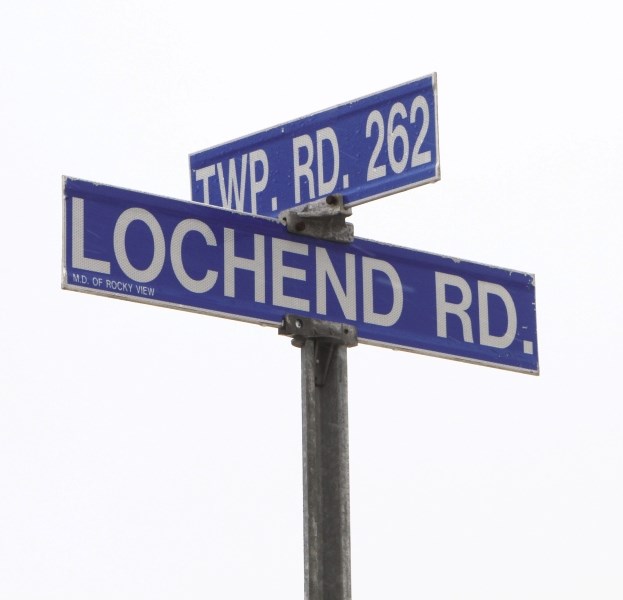 TWP. RD. 262
LOCHEND RD.
M.D. OF ROCKY VIEW